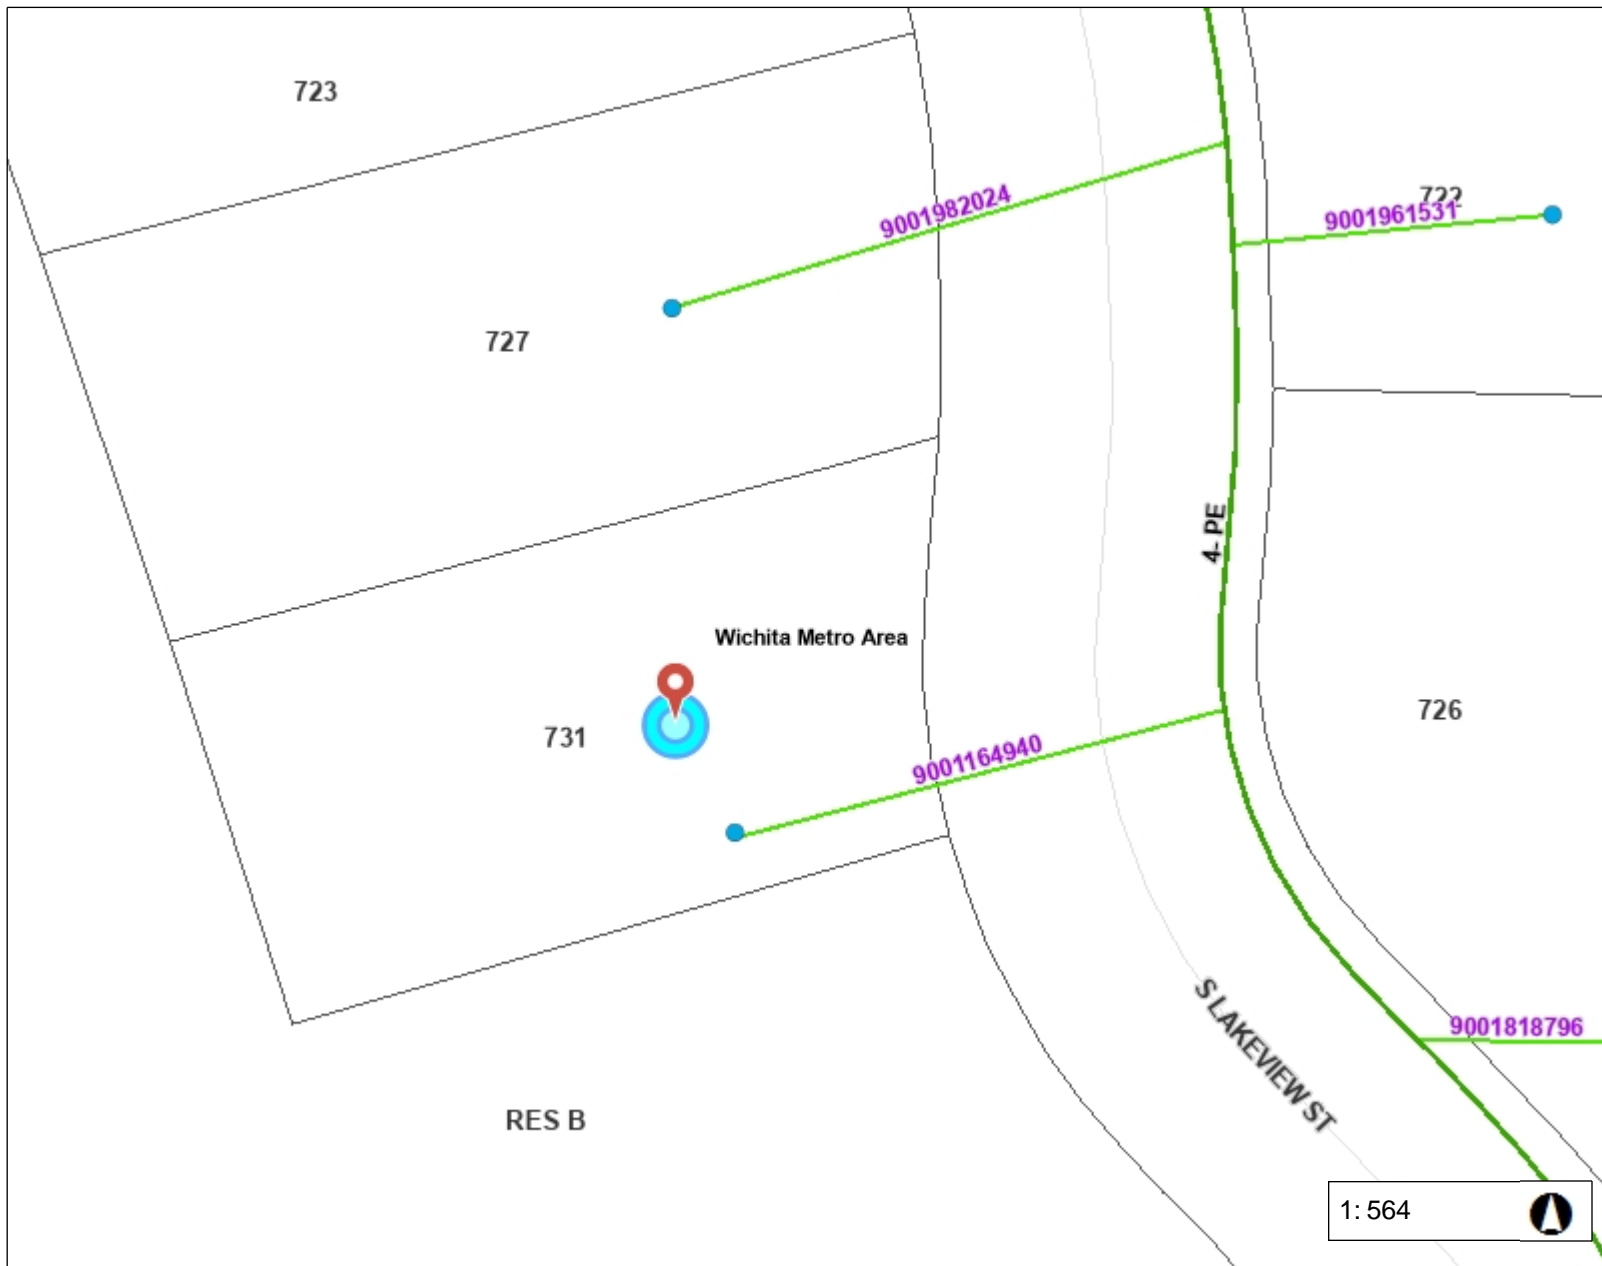 723
9001982024
722
9001961531
727
4- PE
Wichita Metro Area
731
726
9001164940
S LAKEVIEW ST
9001818796
RES B
1: 564